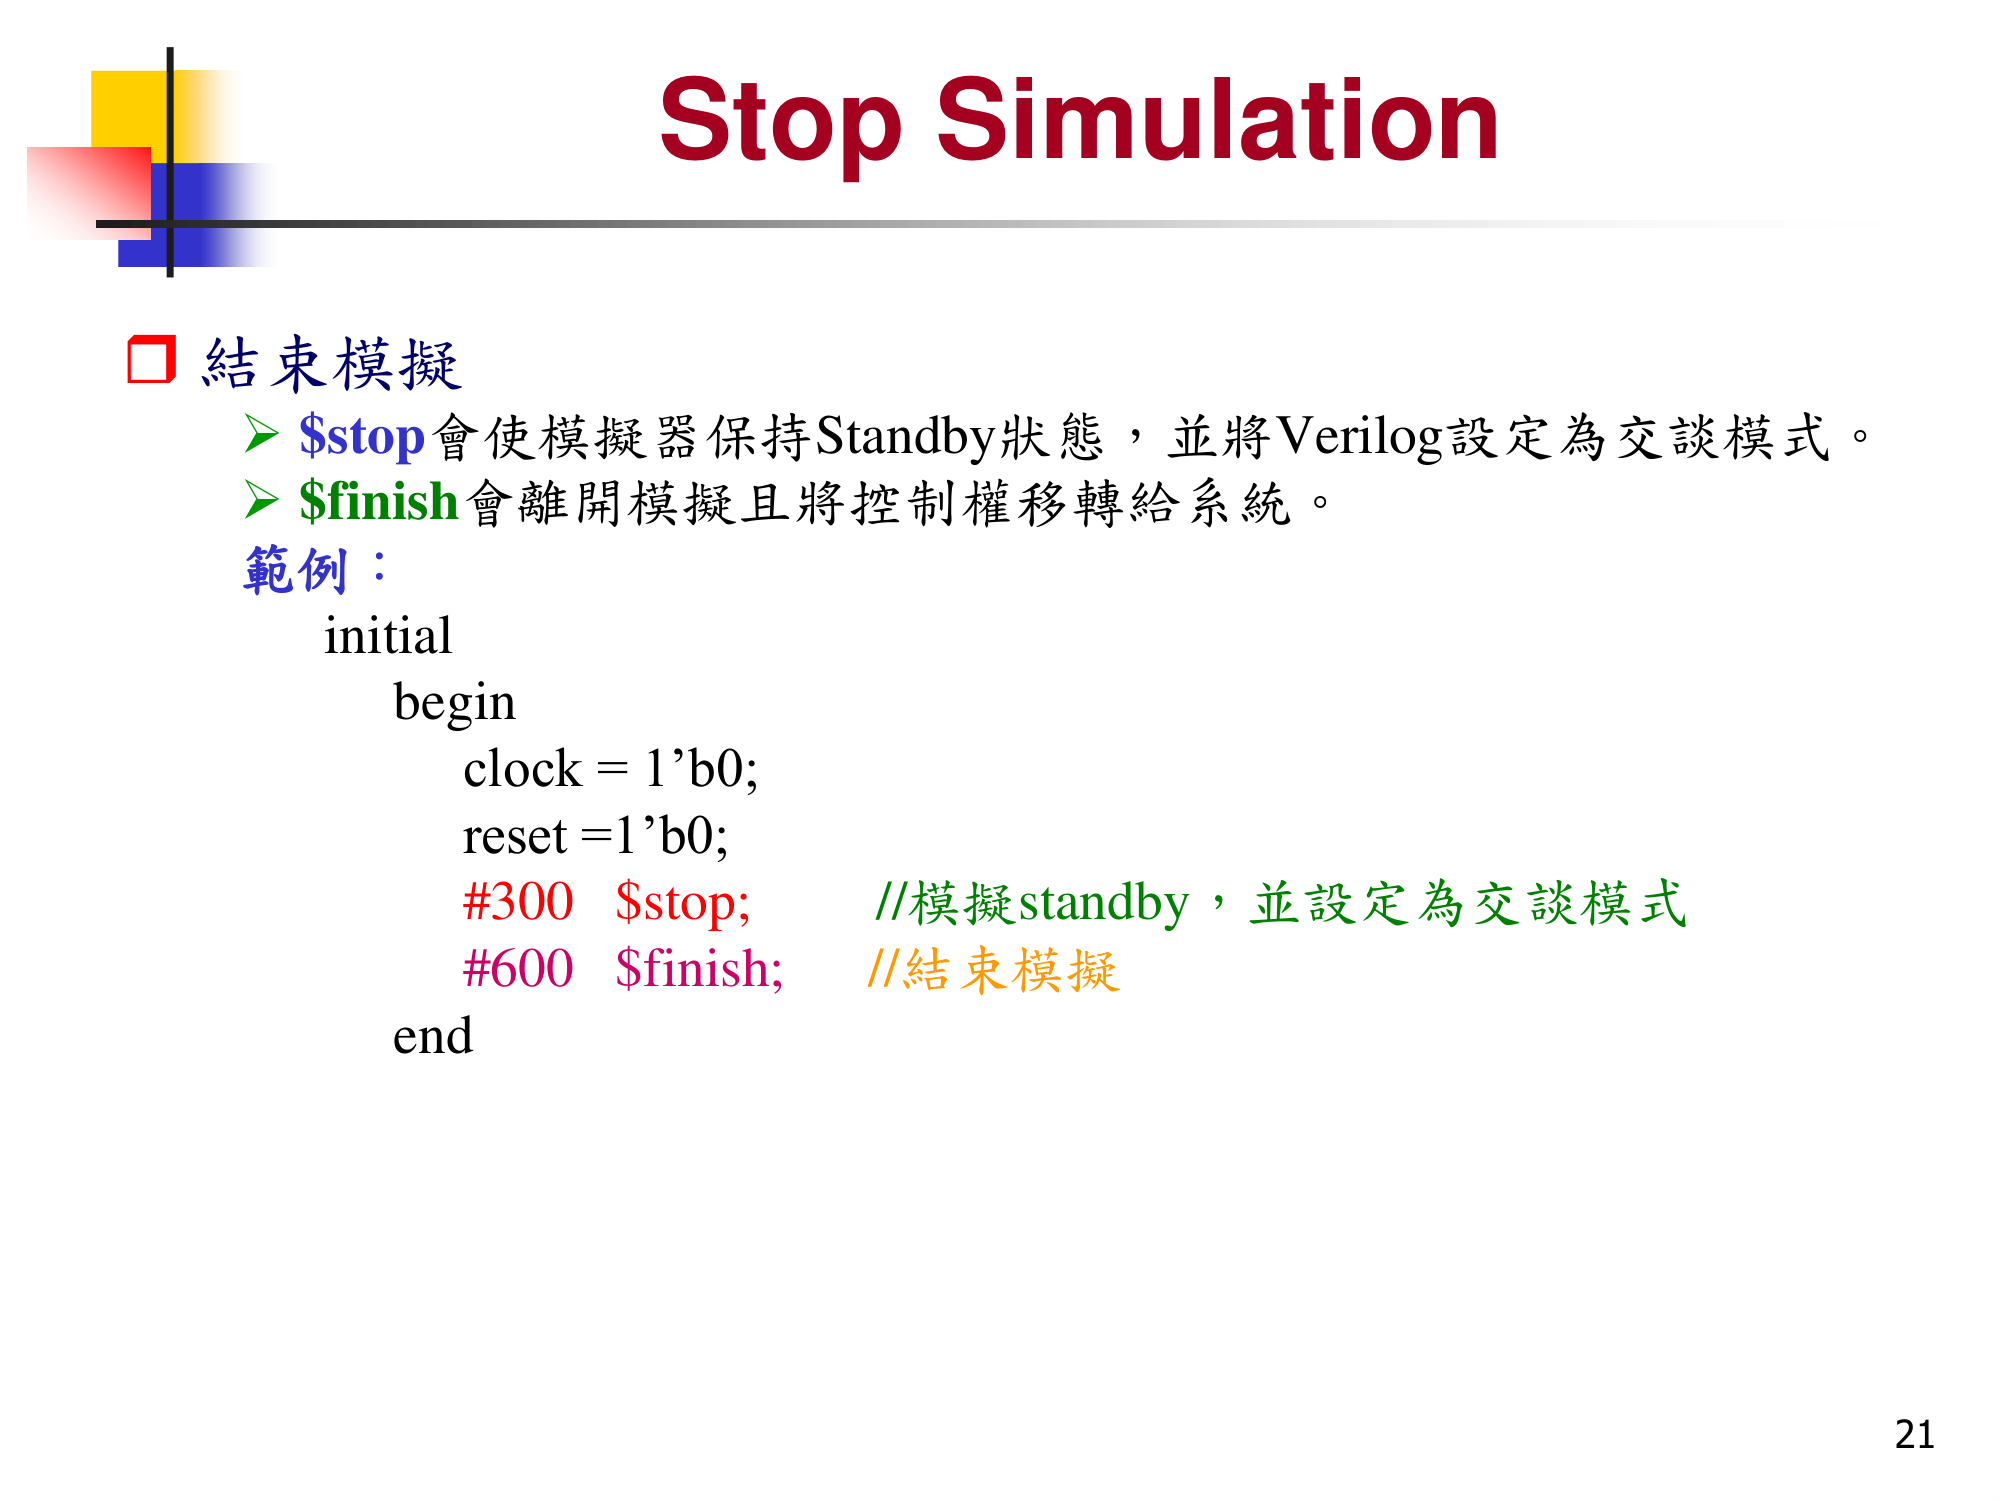 Stop Simulation
結束模擬
$stop會使模擬器保持Standby狀態，並將Verilog設定為交談模式。
$finish會離開模擬且將控制權移轉給系統。
範例：
initial
begin
clock = 1’b0;
reset =1’b0;
#300 $stop; //模擬standby，並設定為交談模式
#600 $finish; //結束模擬
end
21